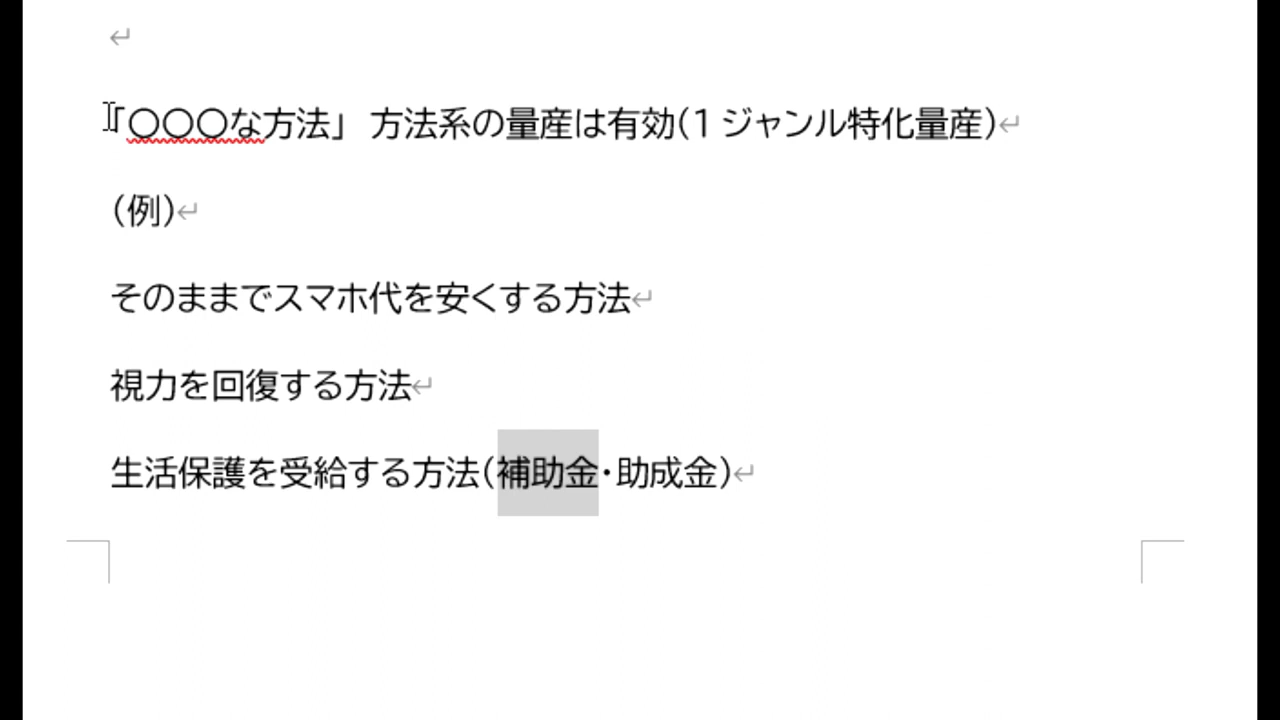 「〇〇〇な方法」 方法系の量産は有効(1 ジャンル特化量産)
(例)
そのままでスマホ代を安くする方法
視力を回復する方法
生活保護を受給する方法(補助金・助成金)